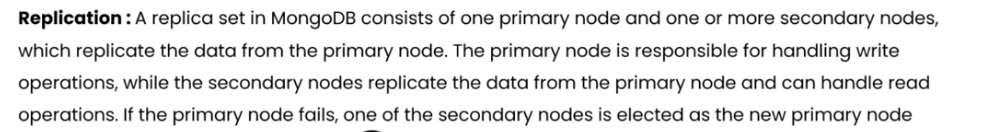 Replication : A replica set in MongoDB consists of one primary node and one or more secondary nodes,
which replicate the data from the primary node. The primary node is responsible for handling write
operations, while the secondary nodes replicate the data from the primary node and can handle read
operations. If the primary node fails, one of the secondary nodes is elected as the new primary node